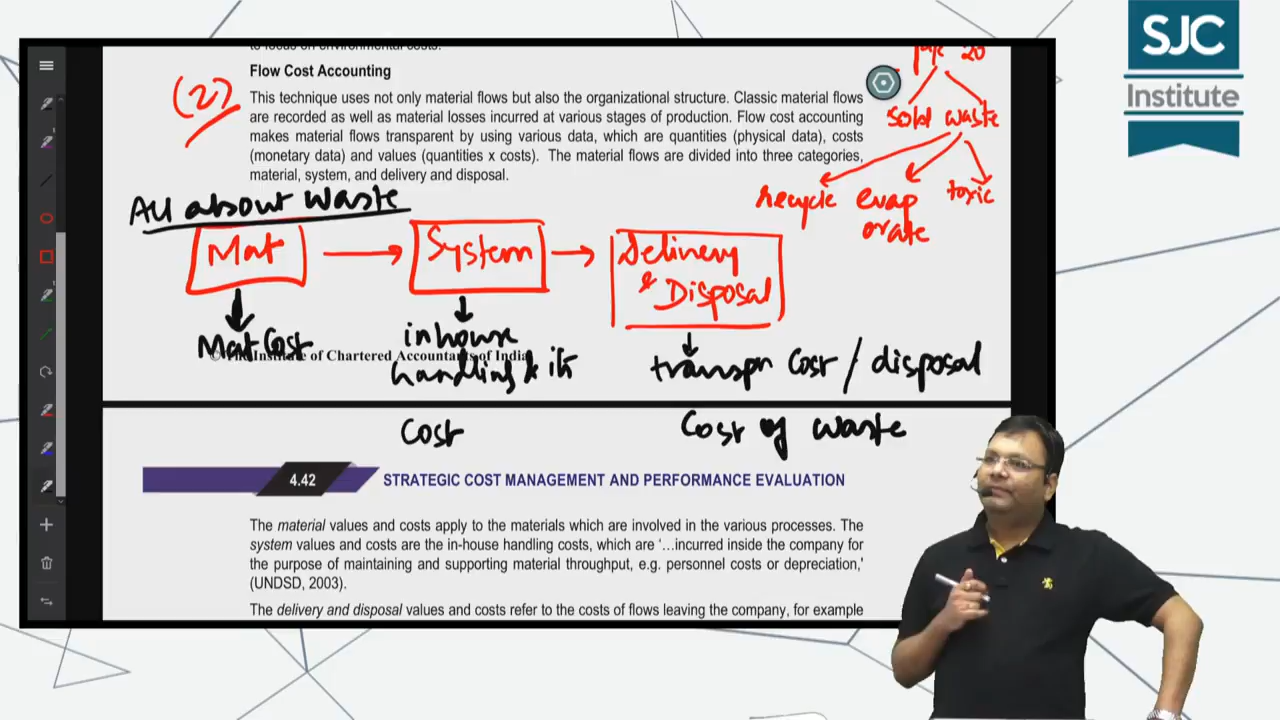 to focus on environmental costs.
SJC
Institute
Flow Cost Accounting
(2)
20
This technique uses not only material flows but also the organizational structure. Classic material flows
are recorded as well as material losses incurred at various stages of production. Flow cost accounting
makes material flows transparent by using various data, which are quantities (physical data), costs
(monetary data) and values (quantities x costs). The material flows are divided into three categories,
material, system, and delivery and disposal.
sold waste
recycle evap orate toxic
All about waste
Mat System Delivery & Disposal
Mat Cost
inhouse
handling &
transpn Cost / disposal
© The Institute of Chartered Accountants of India
Cost
Cost of waste
4.42 STRATEGIC COST MANAGEMENT AND PERFORMANCE EVALUATION
The material values and costs apply to the materials which are involved in the various processes. The
system values and costs are the in-house handling costs, which are ‘…incurred inside the company for
the purpose of maintaining and supporting material throughput, e.g. personnel costs or depreciation,'
(UNDSD, 2003).
The delivery and disposal values and costs refer to the costs of flows leaving the company, for example